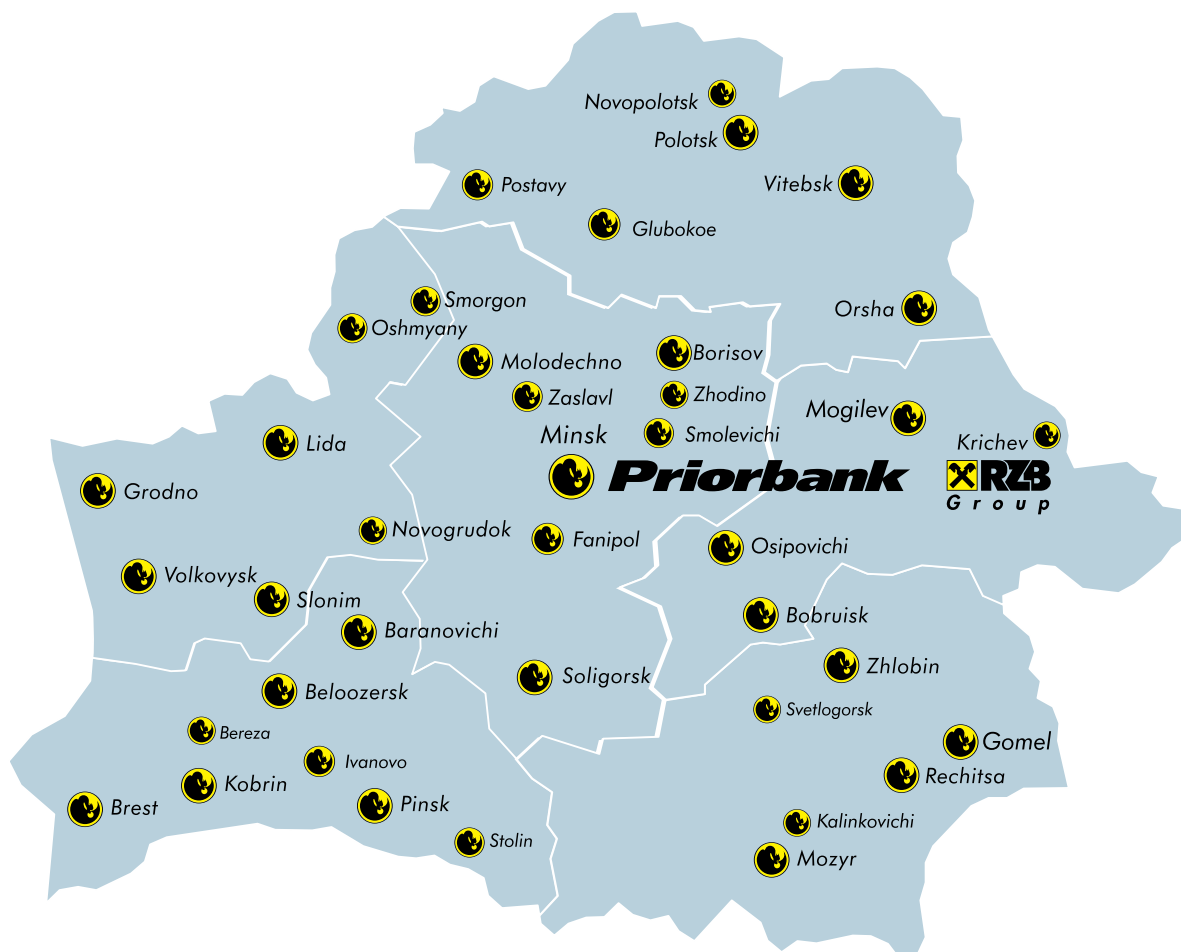 Novopolotsk
Polotsk
Postavy
Vitebsk
Glubokoe
Smorgon
Orsha
Oshmyany
Borisov
Molodechno
Zaslavl
Zhodino
Mogilev
Minsk
Smolevichi
Krichev
Lida
Priorbank
RZB
Group
Grodno
Novogrudok
Fanipol
Osipovichi
Volkovysk
Slonim
Bobruisk
Baranovichi
Zhlobin
Soligorsk
Beloozersk
Svetlogorsk
Bereza
Gomel
Ivanovo
Rechitsa
Kobrin
Brest
Pinsk
Kalinkovichi
Stolin
Mozyr